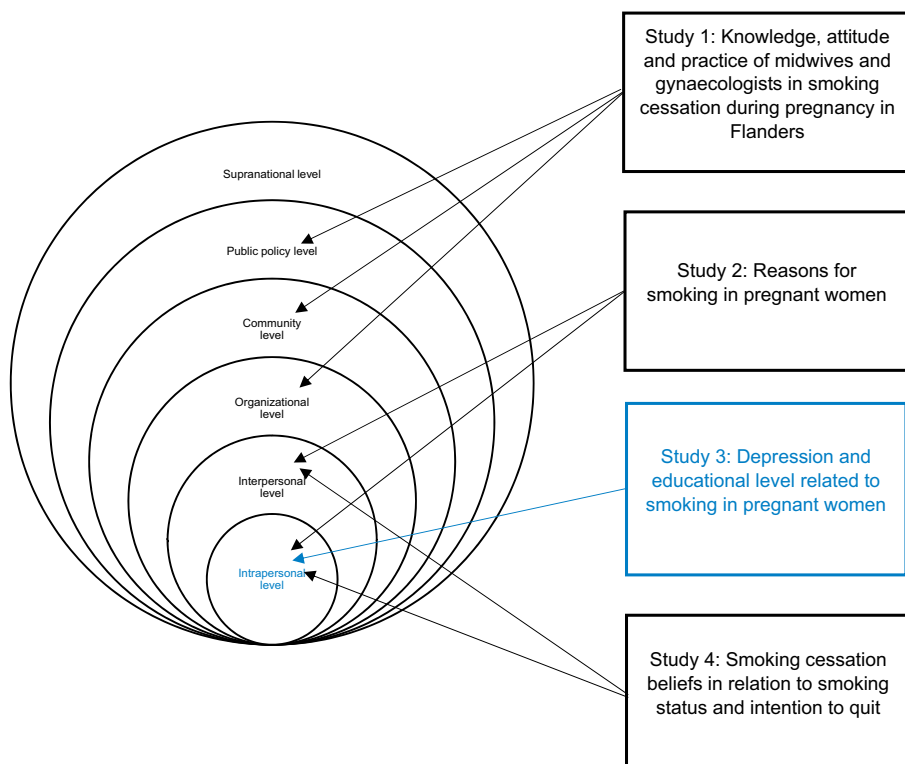 Study 1: Knowledge, attitude
and practice of midwives and
gynaecologists in smoking
cessation during pregnancy in
Flanders
Supranational level
Public policy level
Study 2: Reasons for
smoking in pregnant women
Community
level
Organizational
level
Study 3: Depression and
educational level related to
smoking in pregnant women
Interpersonal
level
Intrapersonal
level
Study 4: Smoking cessation
beliefs in relation to smoking
status and intention to quit